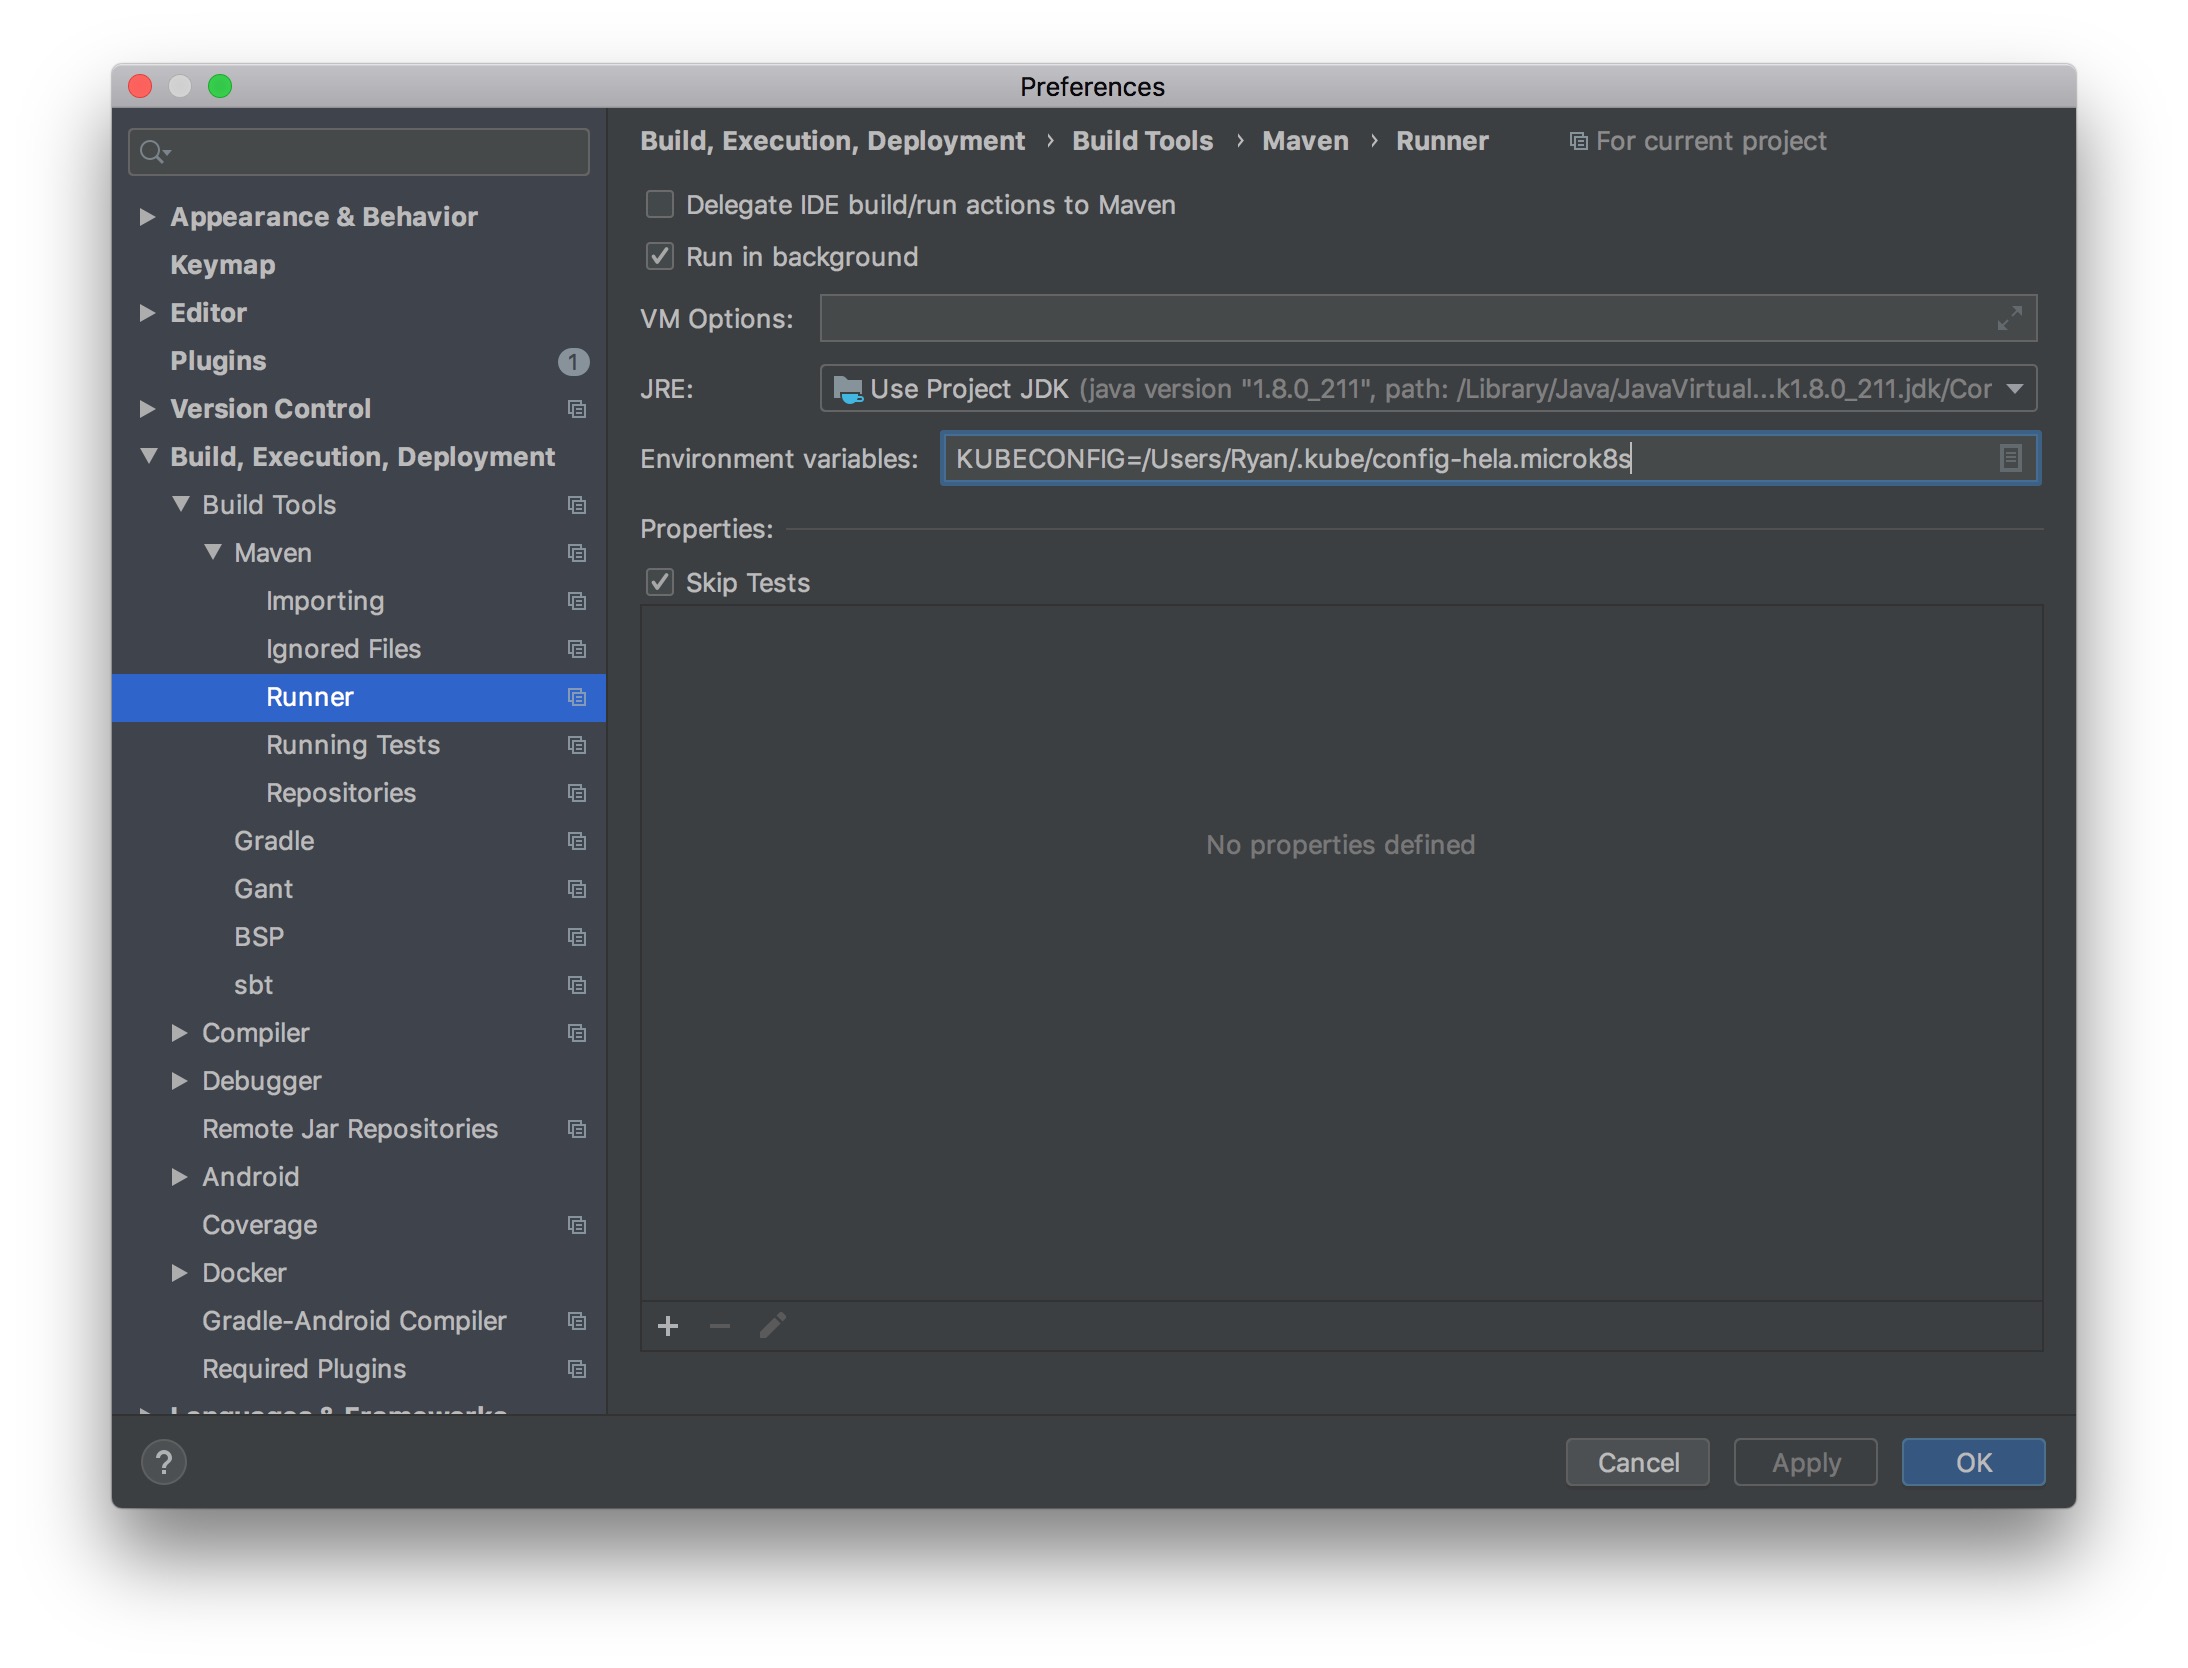 Preferences
Appearance & Behavior
Keymap
Editor
Plugins 1
Version Control
Build, Execution, Deployment
Build Tools
Maven
Importing
Ignored Files
Runner
Running Tests
Repositories
Gradle
Gant
BSP
sbt
Compiler
Debugger
Remote Jar Repositories
Android
Coverage
Docker
Gradle-Android Compiler
Required Plugins
Languages & Frameworks
Build, Execution, Deployment › Build Tools › Maven › Runner For current project
Delegate IDE build/run actions to Maven
Run in background
VM Options:
JRE: Use Project JDK (java version "1.8.0_211", path: /Library/Java/JavaVirtual...k1.8.0_211.jdk/Cor
Environment variables: KUBECONFIG=/Users/Ryan/.kube/config-hela.microk8s
Properties:
Skip Tests
No properties defined
? Cancel Apply OK